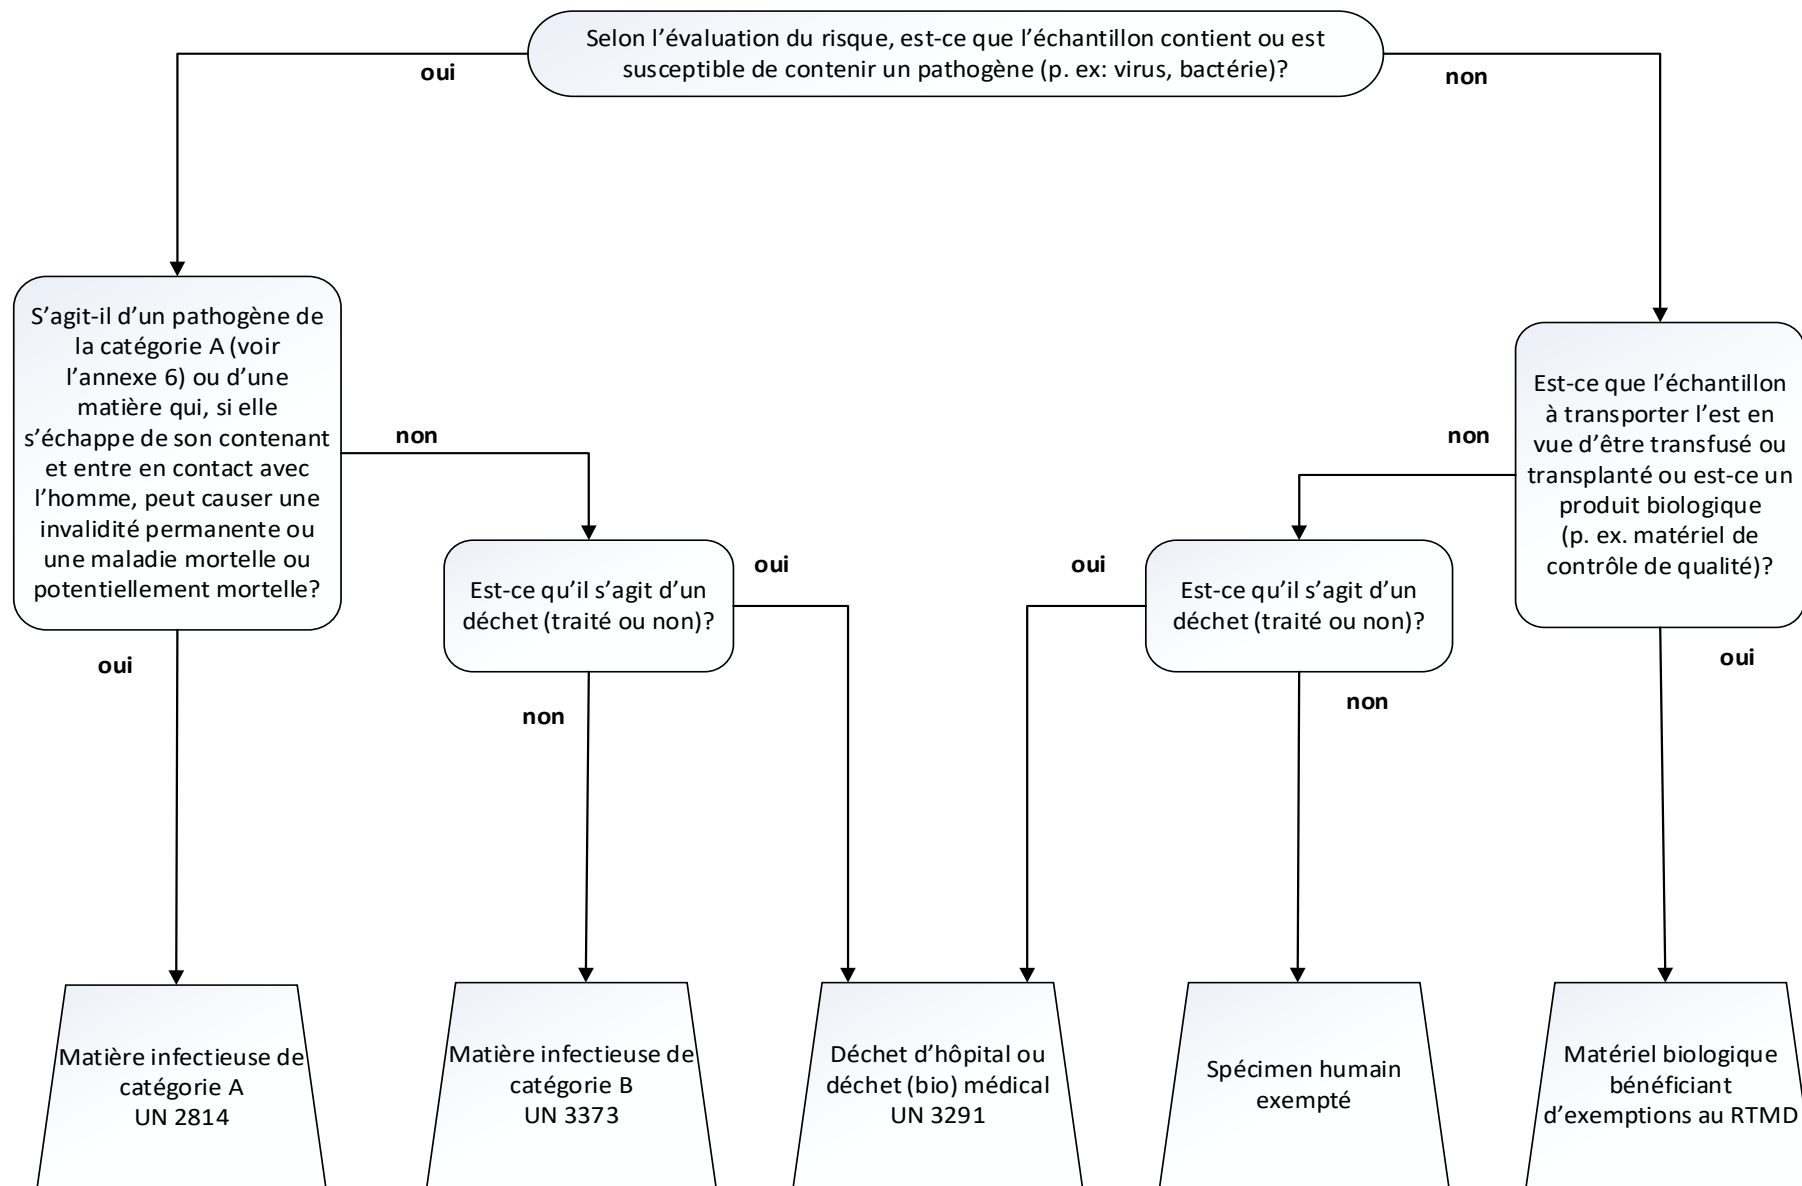 Selon l’évaluation du risque, est-ce que l’échantillon contient ou est
susceptible de contenir un pathogène (p. ex: virus, bactérie)?
oui
non
S’agit-il d’un pathogène de
la catégorie A (voir
l’annexe 6) ou d’une
matière qui, si elle
s’échappe de son contenant
et entre en contact avec
l’homme, peut causer une
invalidité permanente ou
une maladie mortelle ou
potentiellement mortelle?
non
oui
Est-ce qu’il s’agit d’un
déchet (traité ou non)?
oui
non
Est-ce que l’échantillon
à transporter l’est en
vue d’être transfusé ou
transplanté ou est-ce un
produit biologique
(p. ex. matériel de
contrôle de qualité)?
non
oui
Est-ce qu’il s’agit d’un
déchet (traité ou non)?
oui
non
Matière infectieuse de
catégorie A
UN 2814
Matière infectieuse de
catégorie B
UN 3373
Déchet d’hôpital ou
déchet (bio) médical
UN 3291
Spécimen humain
exempté
Matériel biologique
bénéficiant
d’exemptions au RTMD